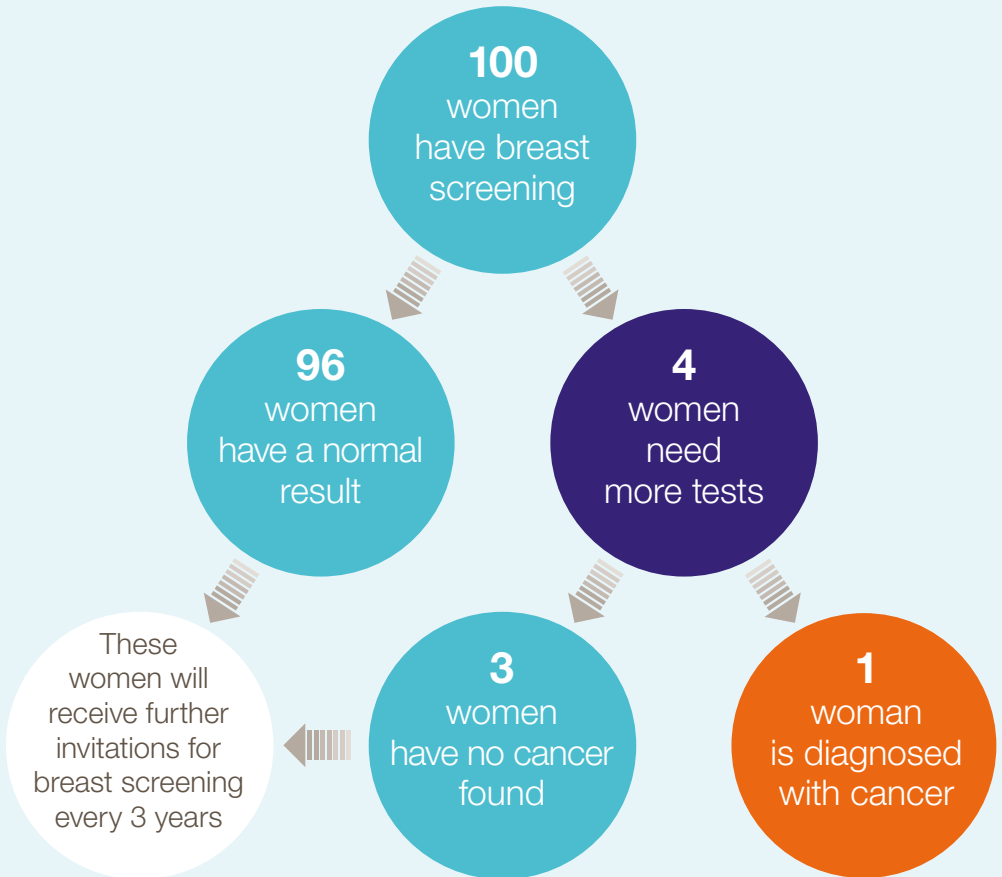 100
women
have breast
screening
96
women
have a normal
result
4
women
need
more tests
These
women will
receive further
invitations for
breast screening
every 3 years
3
women
have no cancer
found
1
woman
is diagnosed
with cancer